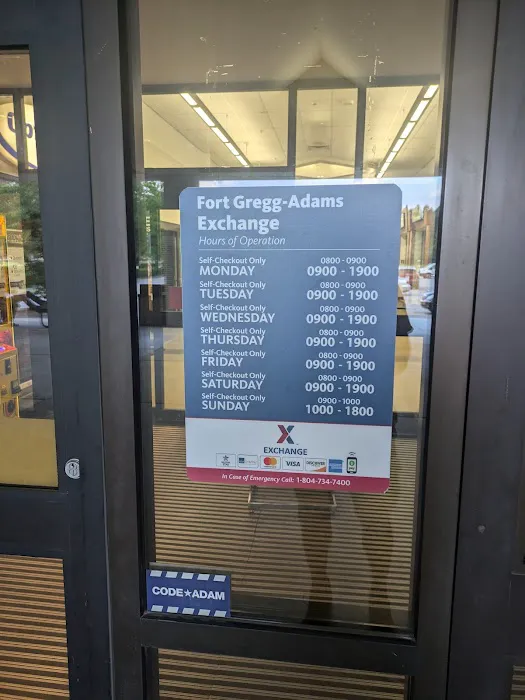 Fort Gregg-Adams
Exchange
Hours of Operation
Self-Checkout Only 0800 - 0900
MONDAY 0900 - 1900
Self-Checkout Only 0800 - 0900
TUESDAY 0900 - 1900
Self-Checkout Only 0800 - 0900
WEDNESDAY 0900 - 1900
Self-Checkout Only 0800 - 0900
THURSDAY 0900 - 1900
Self-Checkout Only 0800 - 0900
FRIDAY 0900 - 1900
Self-Checkout Only 0800 - 0900
SATURDAY 0900 - 1900
Self-Checkout Only 0900 - 1000
SUNDAY 1000 - 1800
X
EXCHANGE
VISA DISCOVER
In Case of Emergency Call: 1-804-734-7400
CODE★ADAM